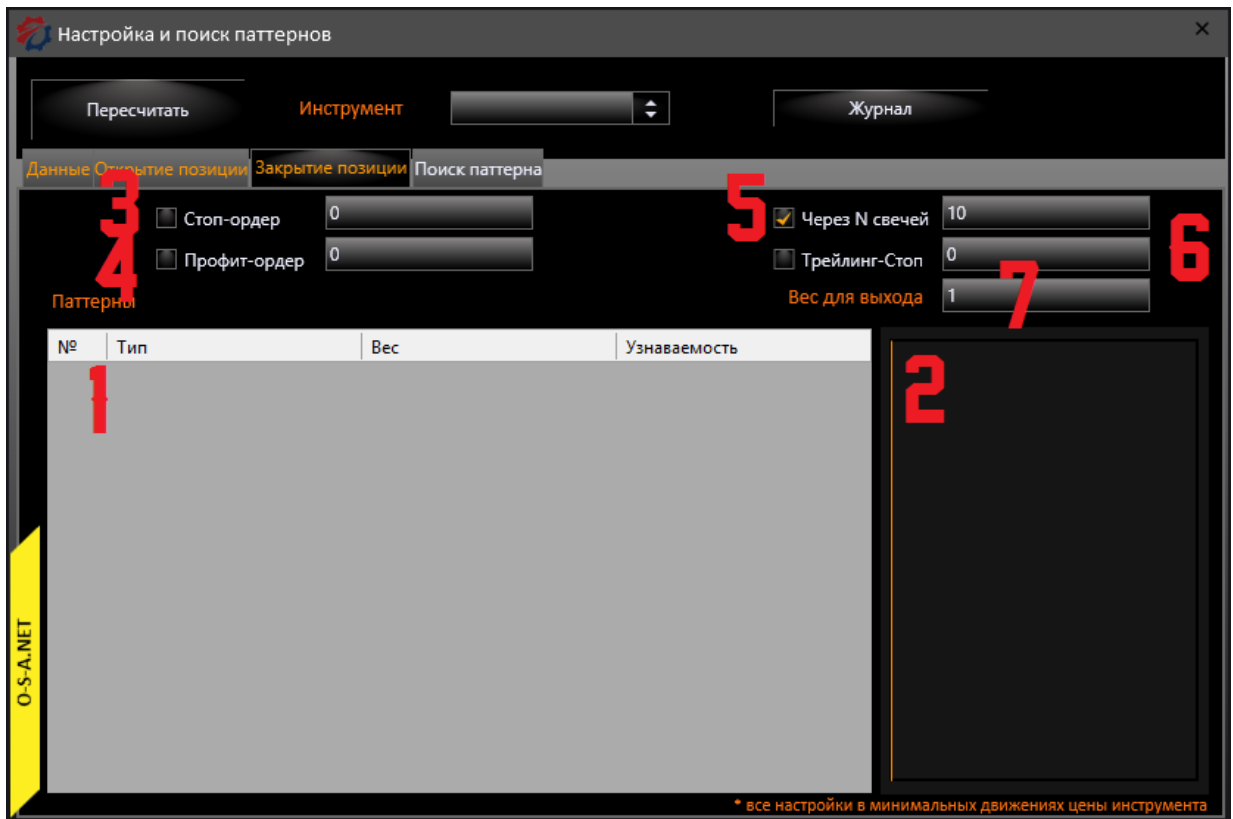 Настройка и поиск паттернов
Пересчитать Инструмент Журнал
Данные Открытие позиции Закрытие позиции Поиск паттерна
3 Стоп-ордер 0 5 Через N свечей 10 6
4 Профит-ордер 0 Трейлинг-Стоп 0 7
Паттерны Вес для выхода 1
№ Тип Вес Узнаваемость
1 2
O-S-A.NET
* все настройки в минимальных движениях цены инструмента